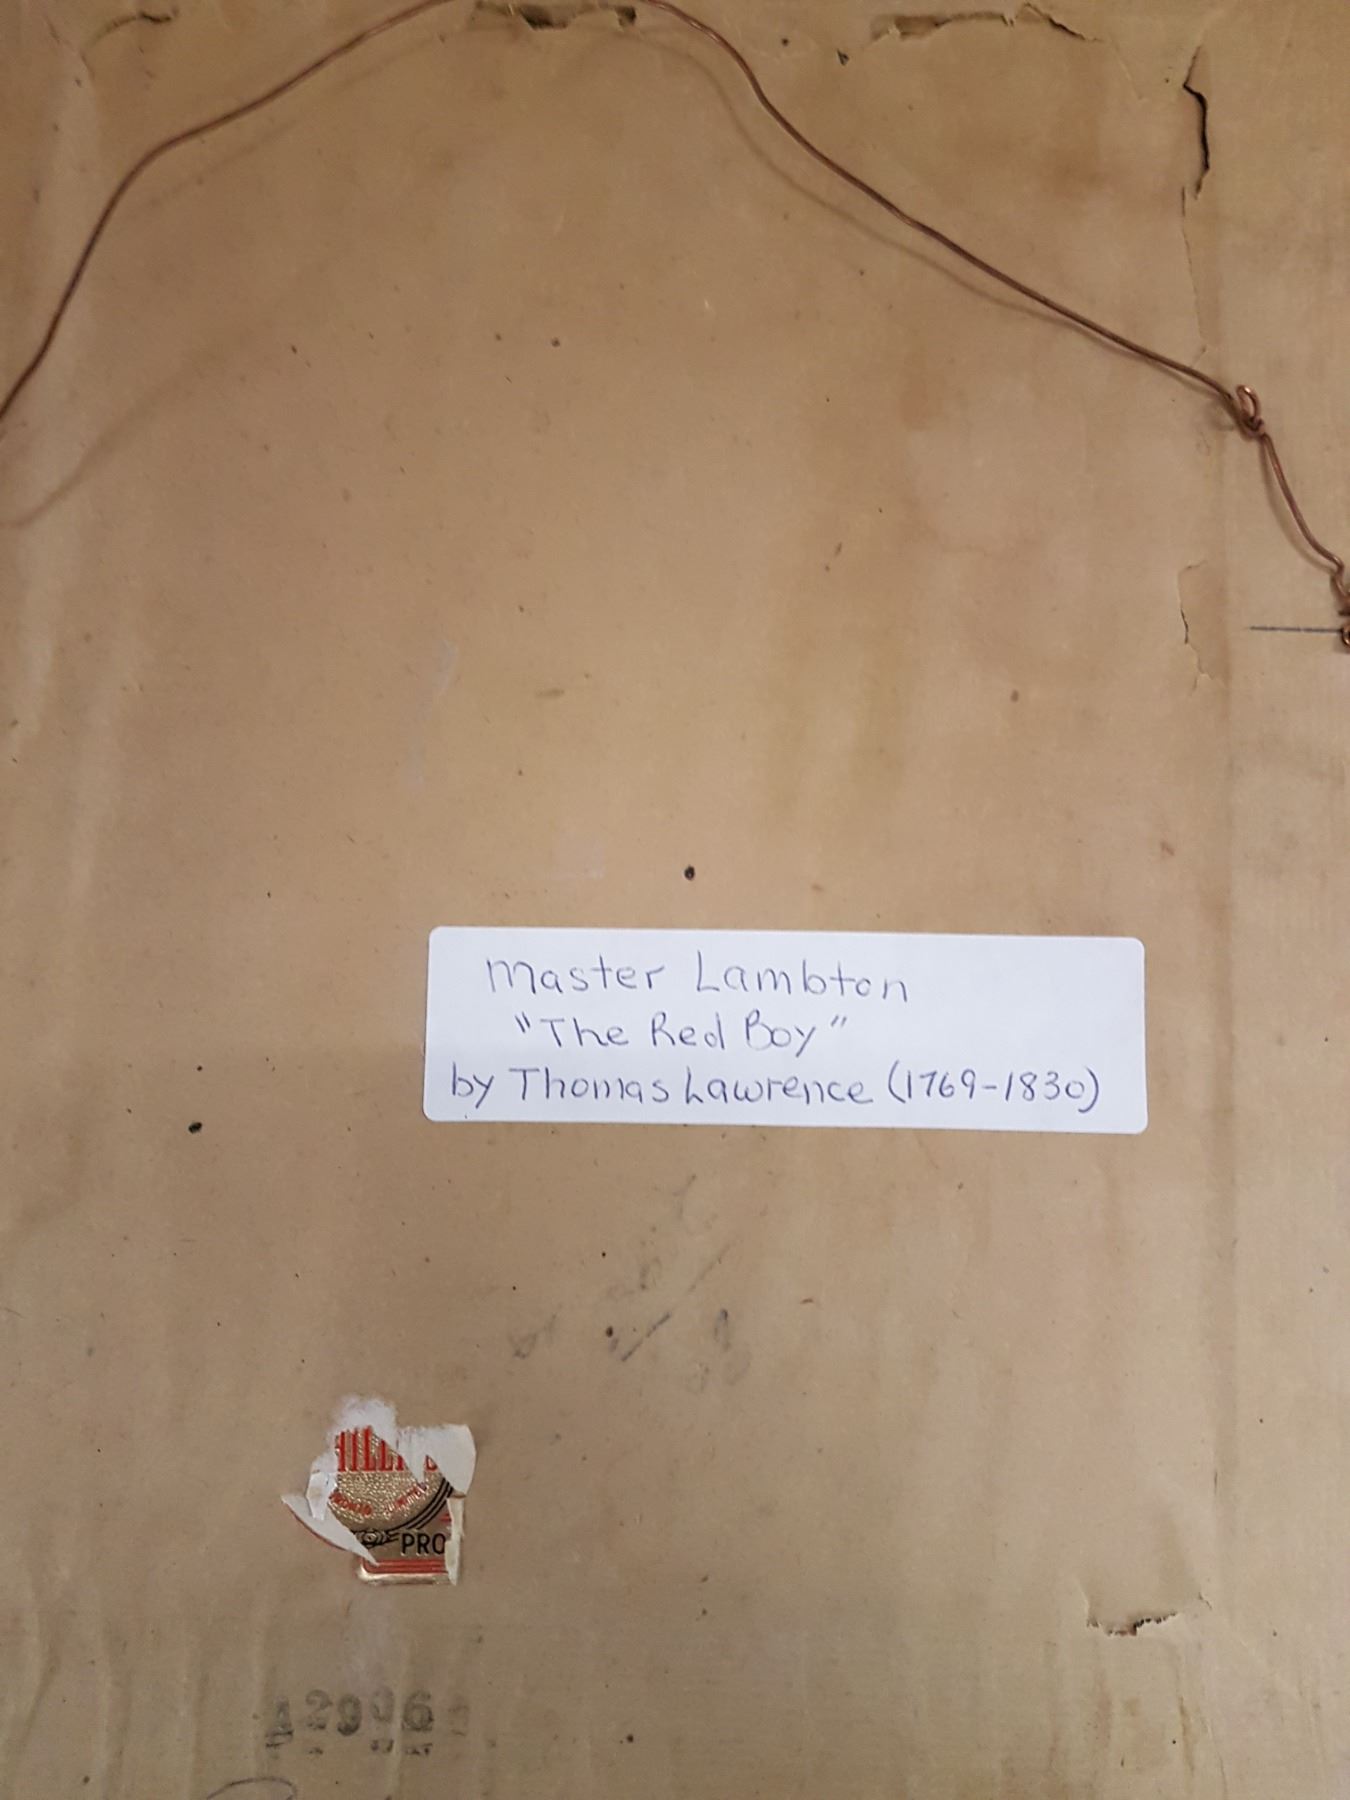 Master Lambton
"The Red Boy"
by Thomas Lawrence (1769-1830)
PRO